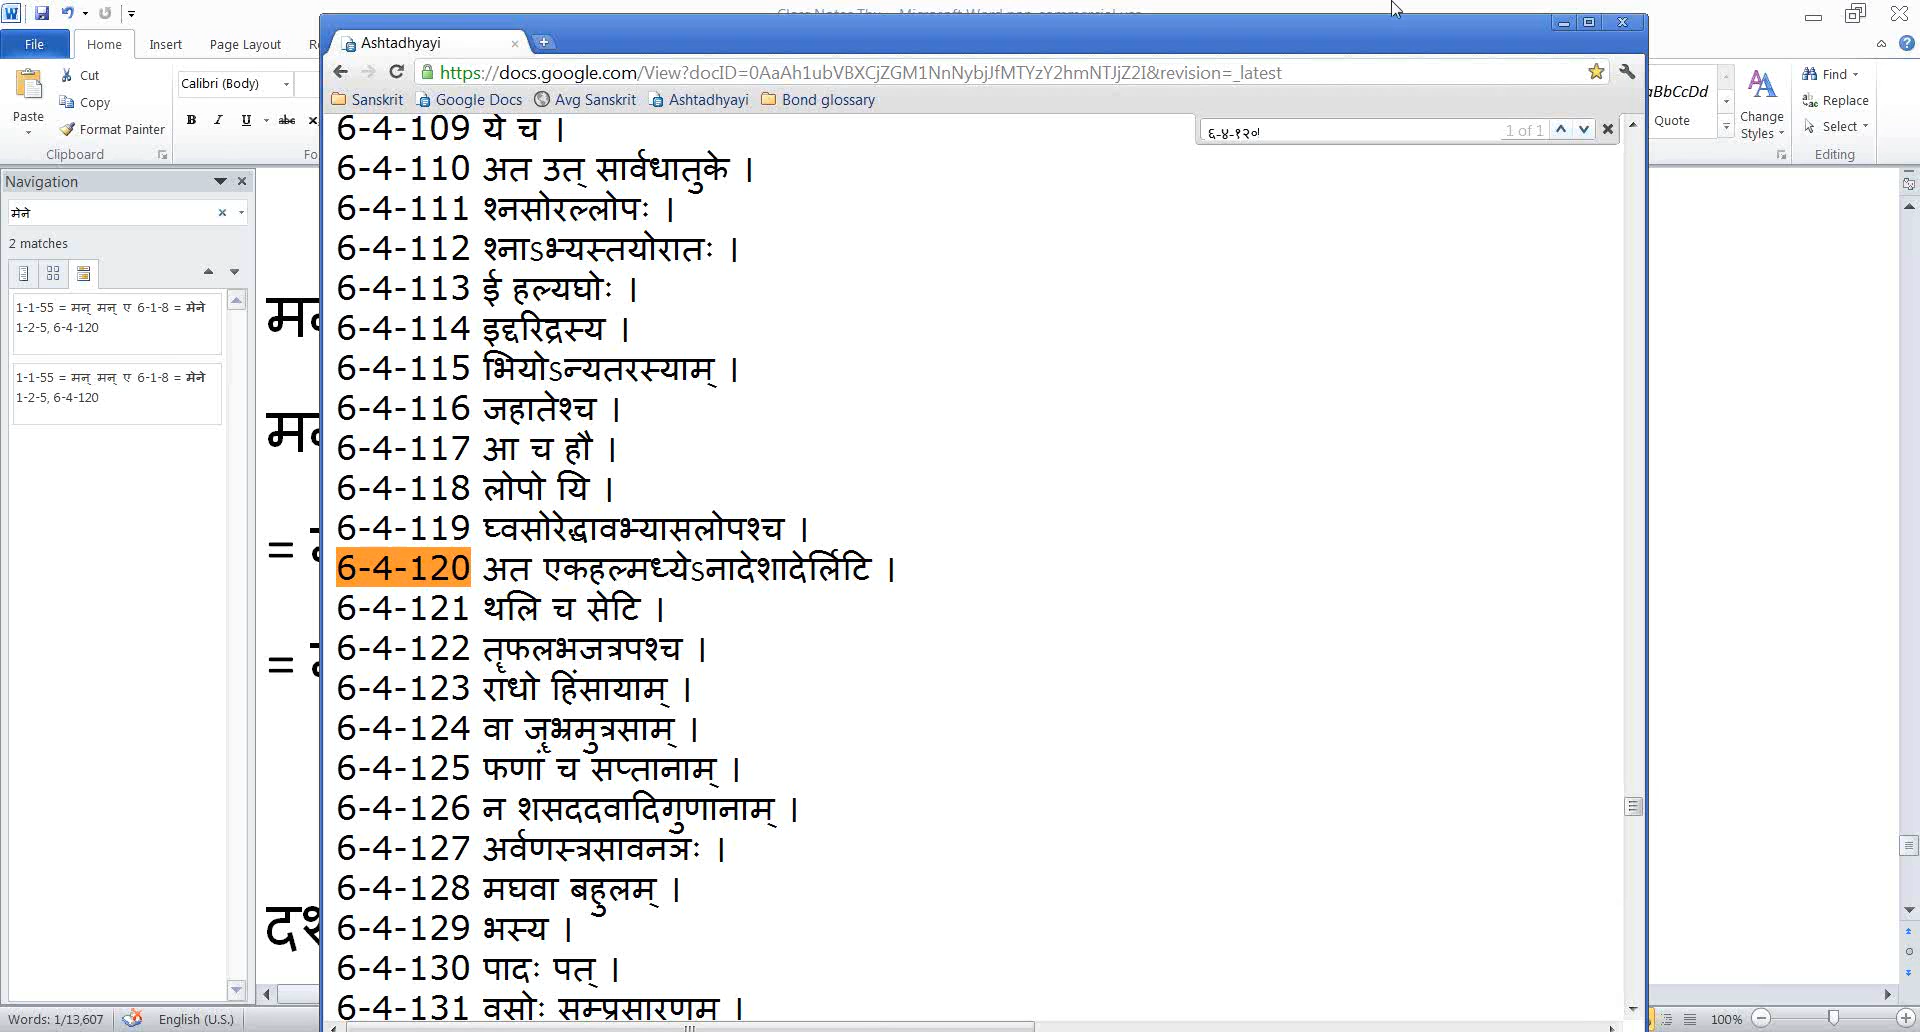 Class Notes Thu - Microsoft Word non-commercial use
File
Home
Insert
Page Layout
Paste
Cut
Copy
Format Painter
Clipboard
Calibri (Body)
B I U abc
Navigation
मेने
2 matches
1-1-55 = मन् मन् ए 6-1-8 = मेने
1-2-5, 6-4-120
1-1-55 = मन् मन् ए 6-1-8 = मेने
1-2-5, 6-4-120
Ashtadhyayi
https://docs.google.com/View?docID=0AaAh1ubVBXCjZGM1NnNybjJfMTYzY2hmNTJjZ2I&revision=_latest
Sanskrit
Google Docs
Avg Sanskrit
Ashtadhyayi
Bond glossary
६-४-१२०
1 of 1
6-4-109 ये च |
6-4-110 अत उत् सार्वधातुके |
6-4-111 श्नसोरल्लोपः |
6-4-112 श्नाऽभ्यस्तयोरातः |
6-4-113 ई हल्यघोः |
6-4-114 इद्दरिद्रस्य |
6-4-115 भियोऽन्यतरस्याम् |
6-4-116 जहातेश्च |
6-4-117 आ च हौ |
6-4-118 लोपो यि |
6-4-119 घ्वसोरेद्धावभ्यासलोपश्च |
6-4-120 अत एकहल्मध्येऽनादेशादेर्लिटि |
6-4-121 थलि च सेटि |
6-4-122 तॄफलभजत्रपश्च |
6-4-123 राधो हिंसायाम् |
6-4-124 वा जॄभ्रमुत्रसाम् |
6-4-125 फणां च सप्तानाम् |
6-4-126 न शसददवादिगुणानाम् |
6-4-127 अर्वणस्त्रसावनञः |
6-4-128 मघवा बहुलम् |
6-4-129 भस्य |
6-4-130 पादः पत् |
6-4-131 वसोः सम्प्रसारणम् |
BbCcDd
Quote
Change
Styles
Find
Replace
Select
Editing
Words: 1/13,607
English (U.S.)
100%